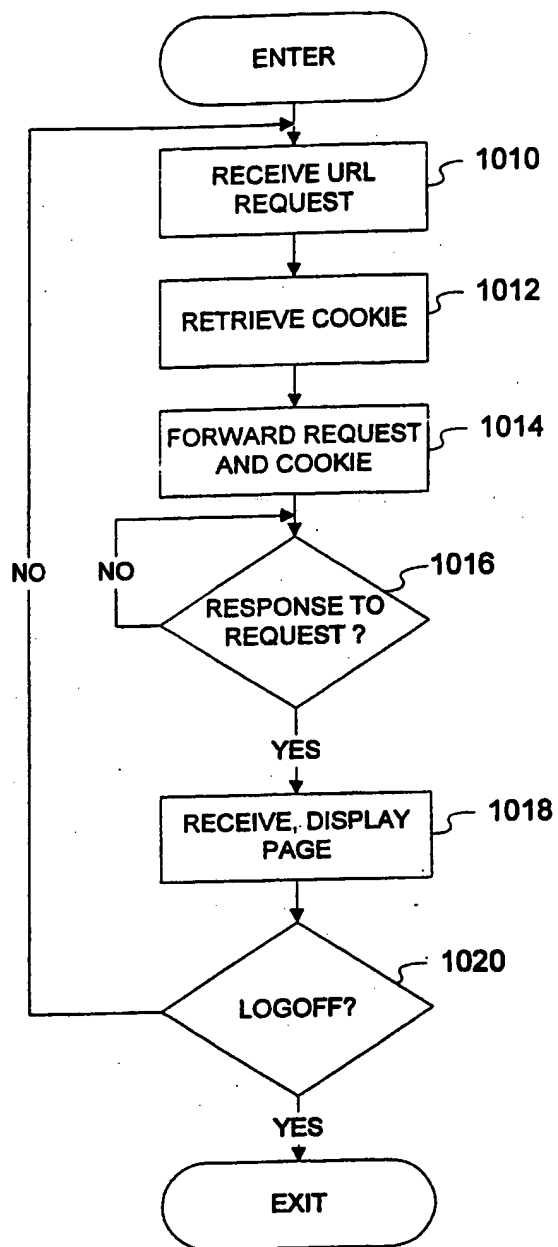 ENTER
RECEIVE URL
REQUEST
1010
RETRIEVE COOKIE
1012
FORWARD REQUEST
AND COOKIE
1014
NO
NO
RESPONSE TO
REQUEST ?
1016
YES
RECEIVE, DISPLAY
PAGE
1018
LOGOFF?
1020
YES
EXIT